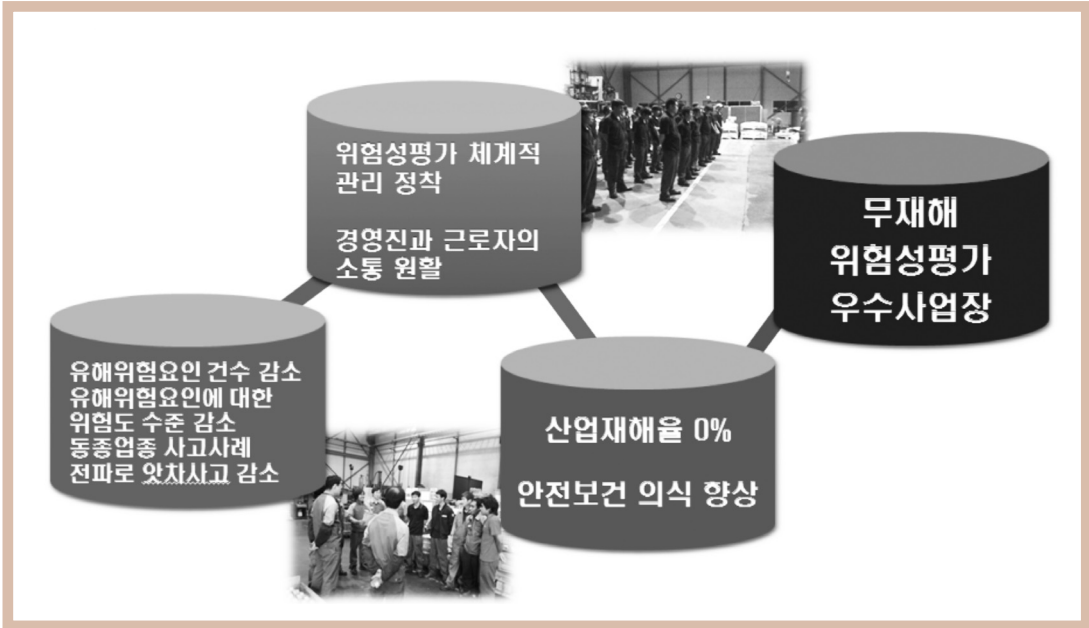 위험성평가 체계적
관리 정착
경영진과 근로자의
소통 원활
무재해
위험성평가
우수사업장
유해위험요인 건수 감소
유해위험요인에 대한
위험도 수준 감소
동종업종 사고사례
전파로 앗차사고 감소
산업재해율 0%
안전보건 의식 향상